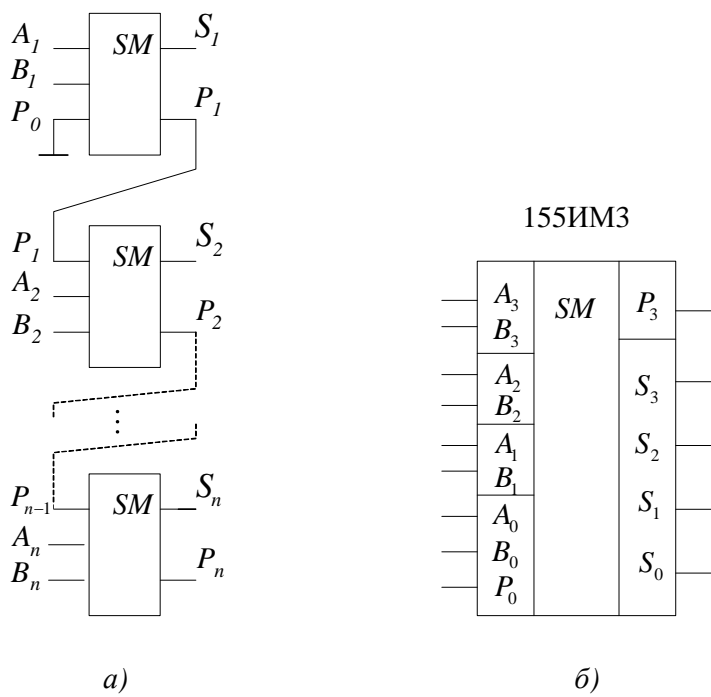 A₁ SM S₁
B₁
P₀ P₁
P₁ SM S₂
A₂
B₂ P₂
Pₙ₋₁ SM Sₙ
Aₙ
Bₙ Pₙ
а)
155ИМ3
A₃ SM P₃
B₃
A₂ S₃
B₂
A₁ S₂
B₁
A₀ S₁
B₀
P₀ S₀
б)